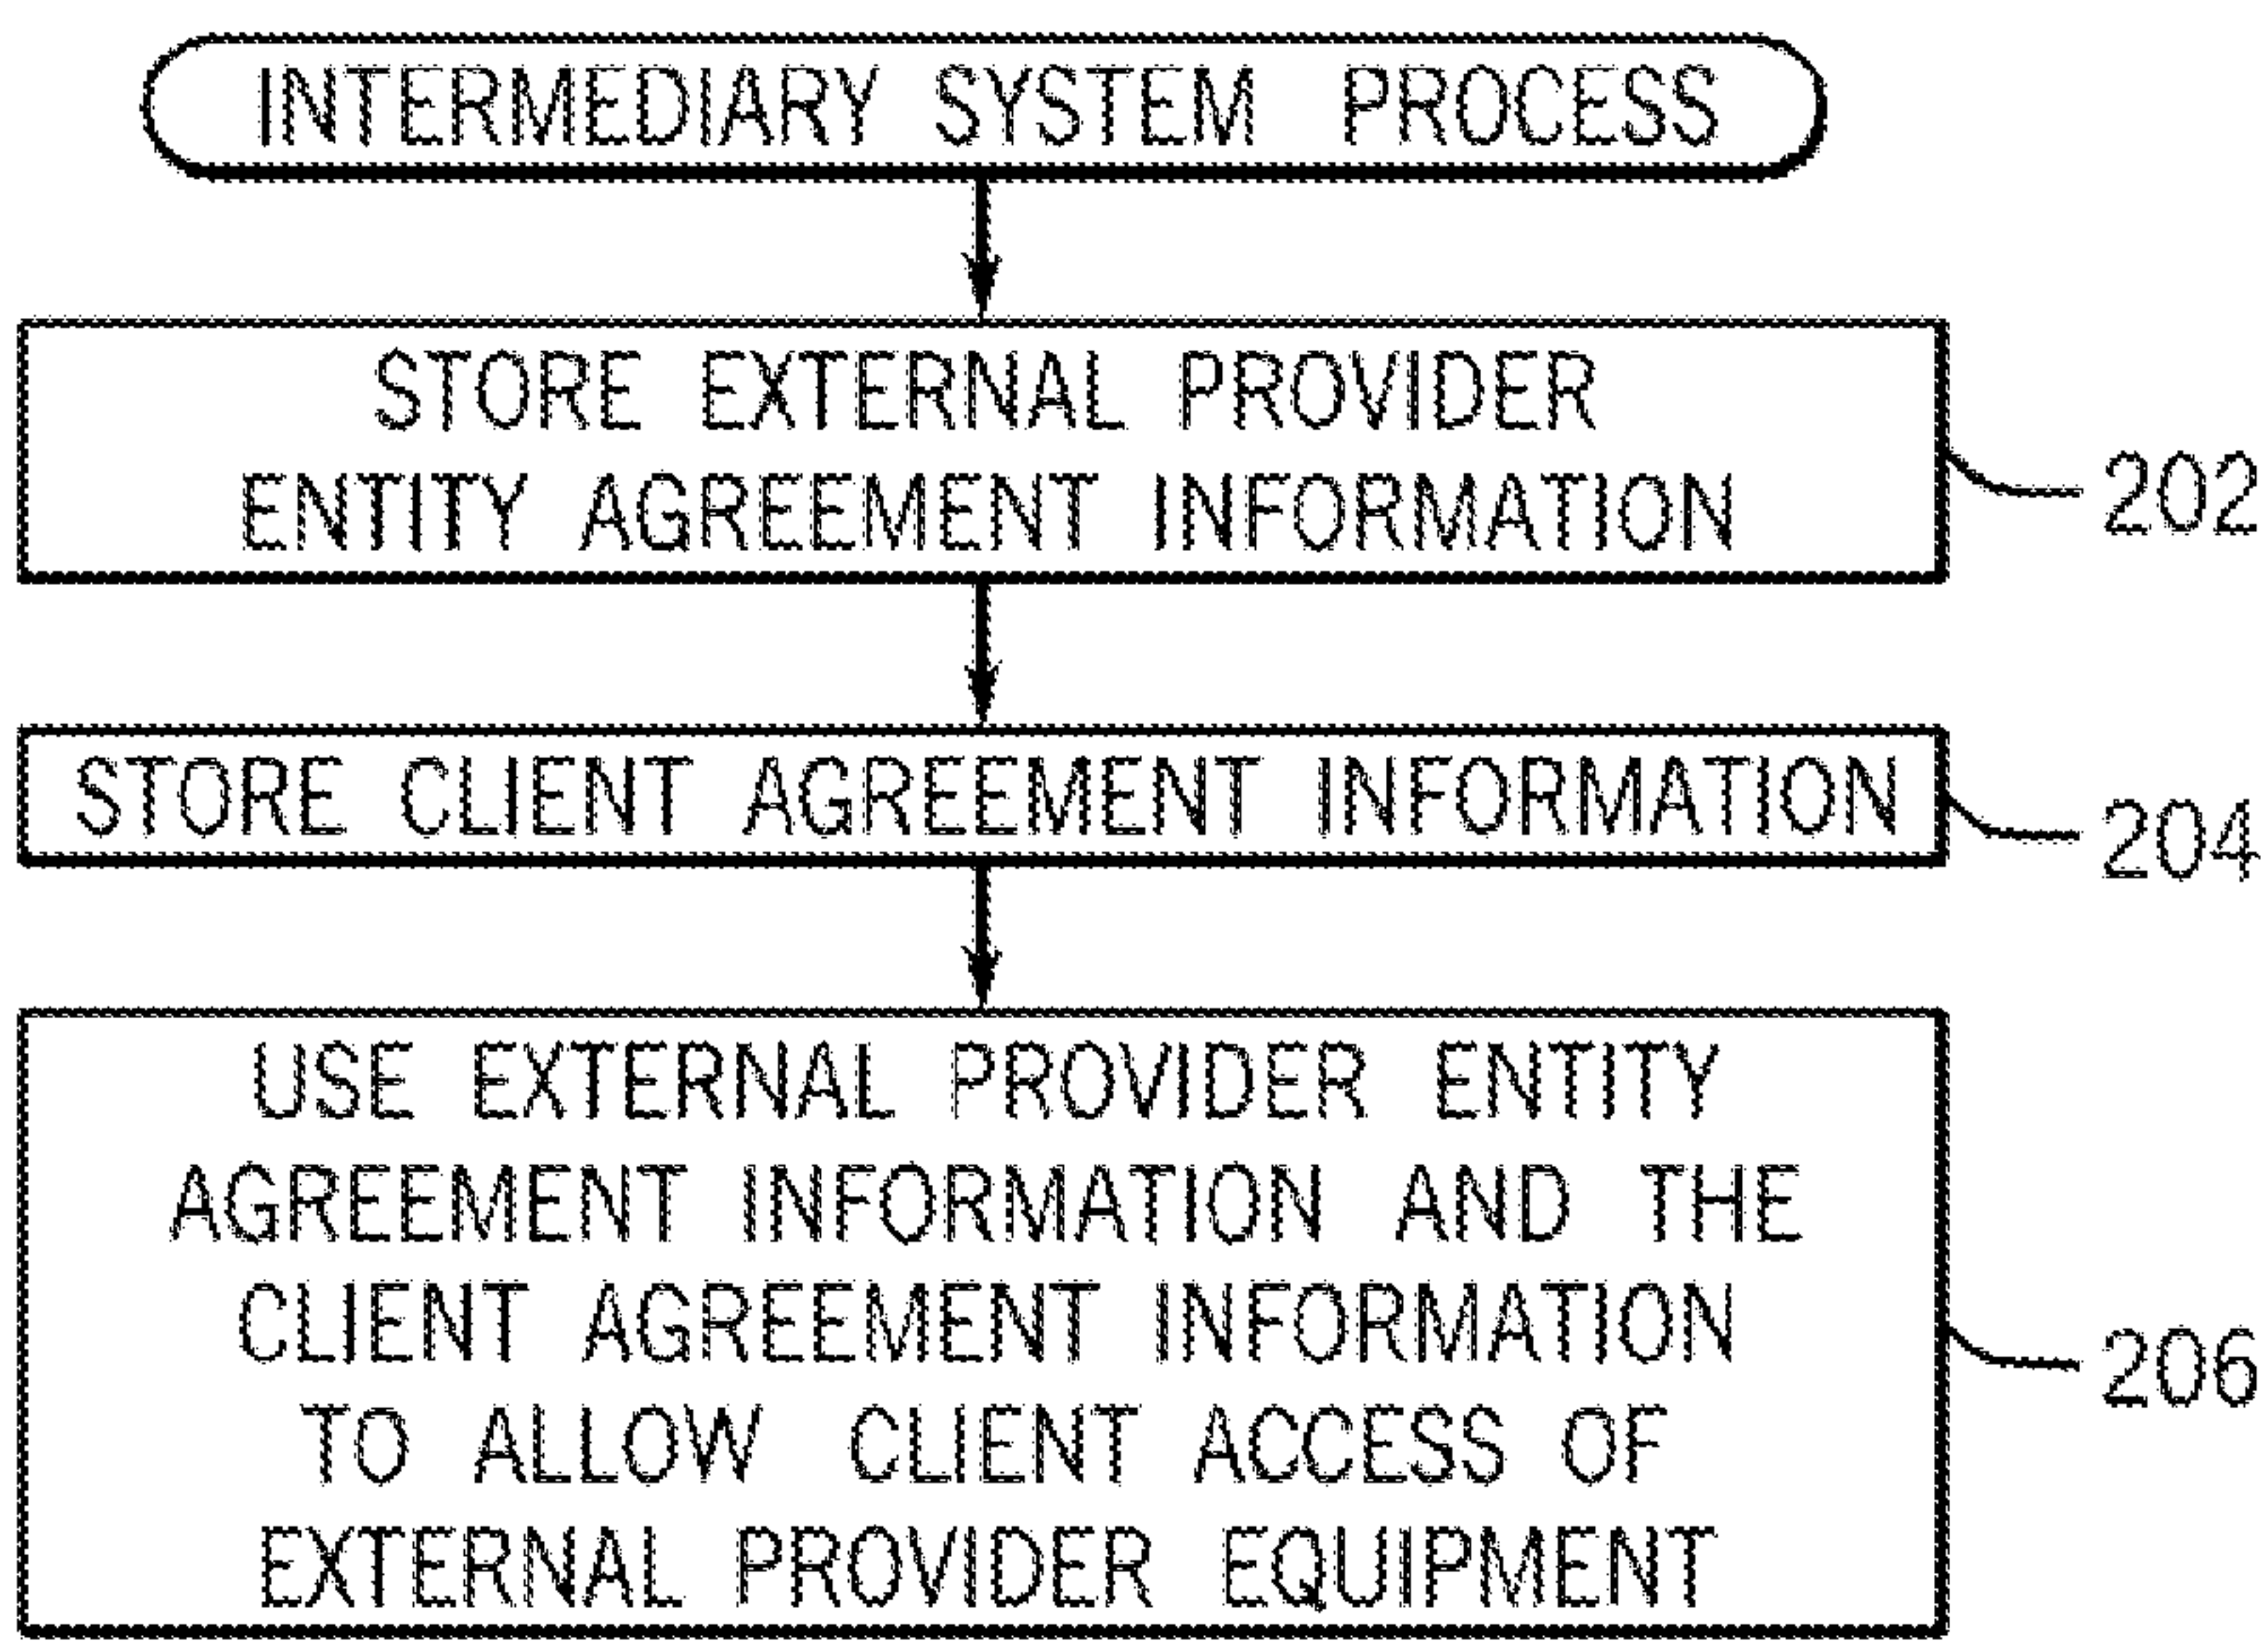 INTERMEDIARY SYSTEM PROCESS
STORE EXTERNAL PROVIDER
ENTITY AGREEMENT INFORMATION
202
STORE CLIENT AGREEMENT INFORMATION
204
USE EXTERNAL PROVIDER ENTITY
AGREEMENT INFORMATION AND THE
CLIENT AGREEMENT INFORMATION
TO ALLOW CLIENT ACCESS OF
EXTERNAL PROVIDER EQUIPMENT
206